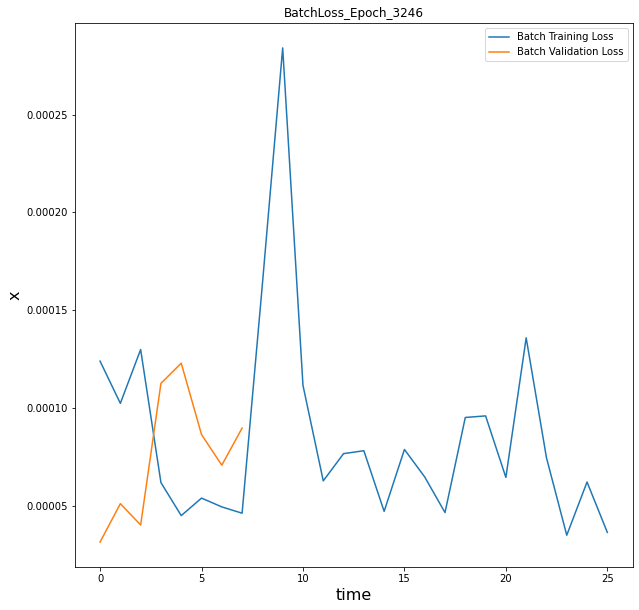 BatchLoss_Epoch_3246
Batch Training Loss
Batch Validation Loss
0.00025
0.00020
0.00015
0.00010
0.00005
x
0 5 10 15 20 25
time